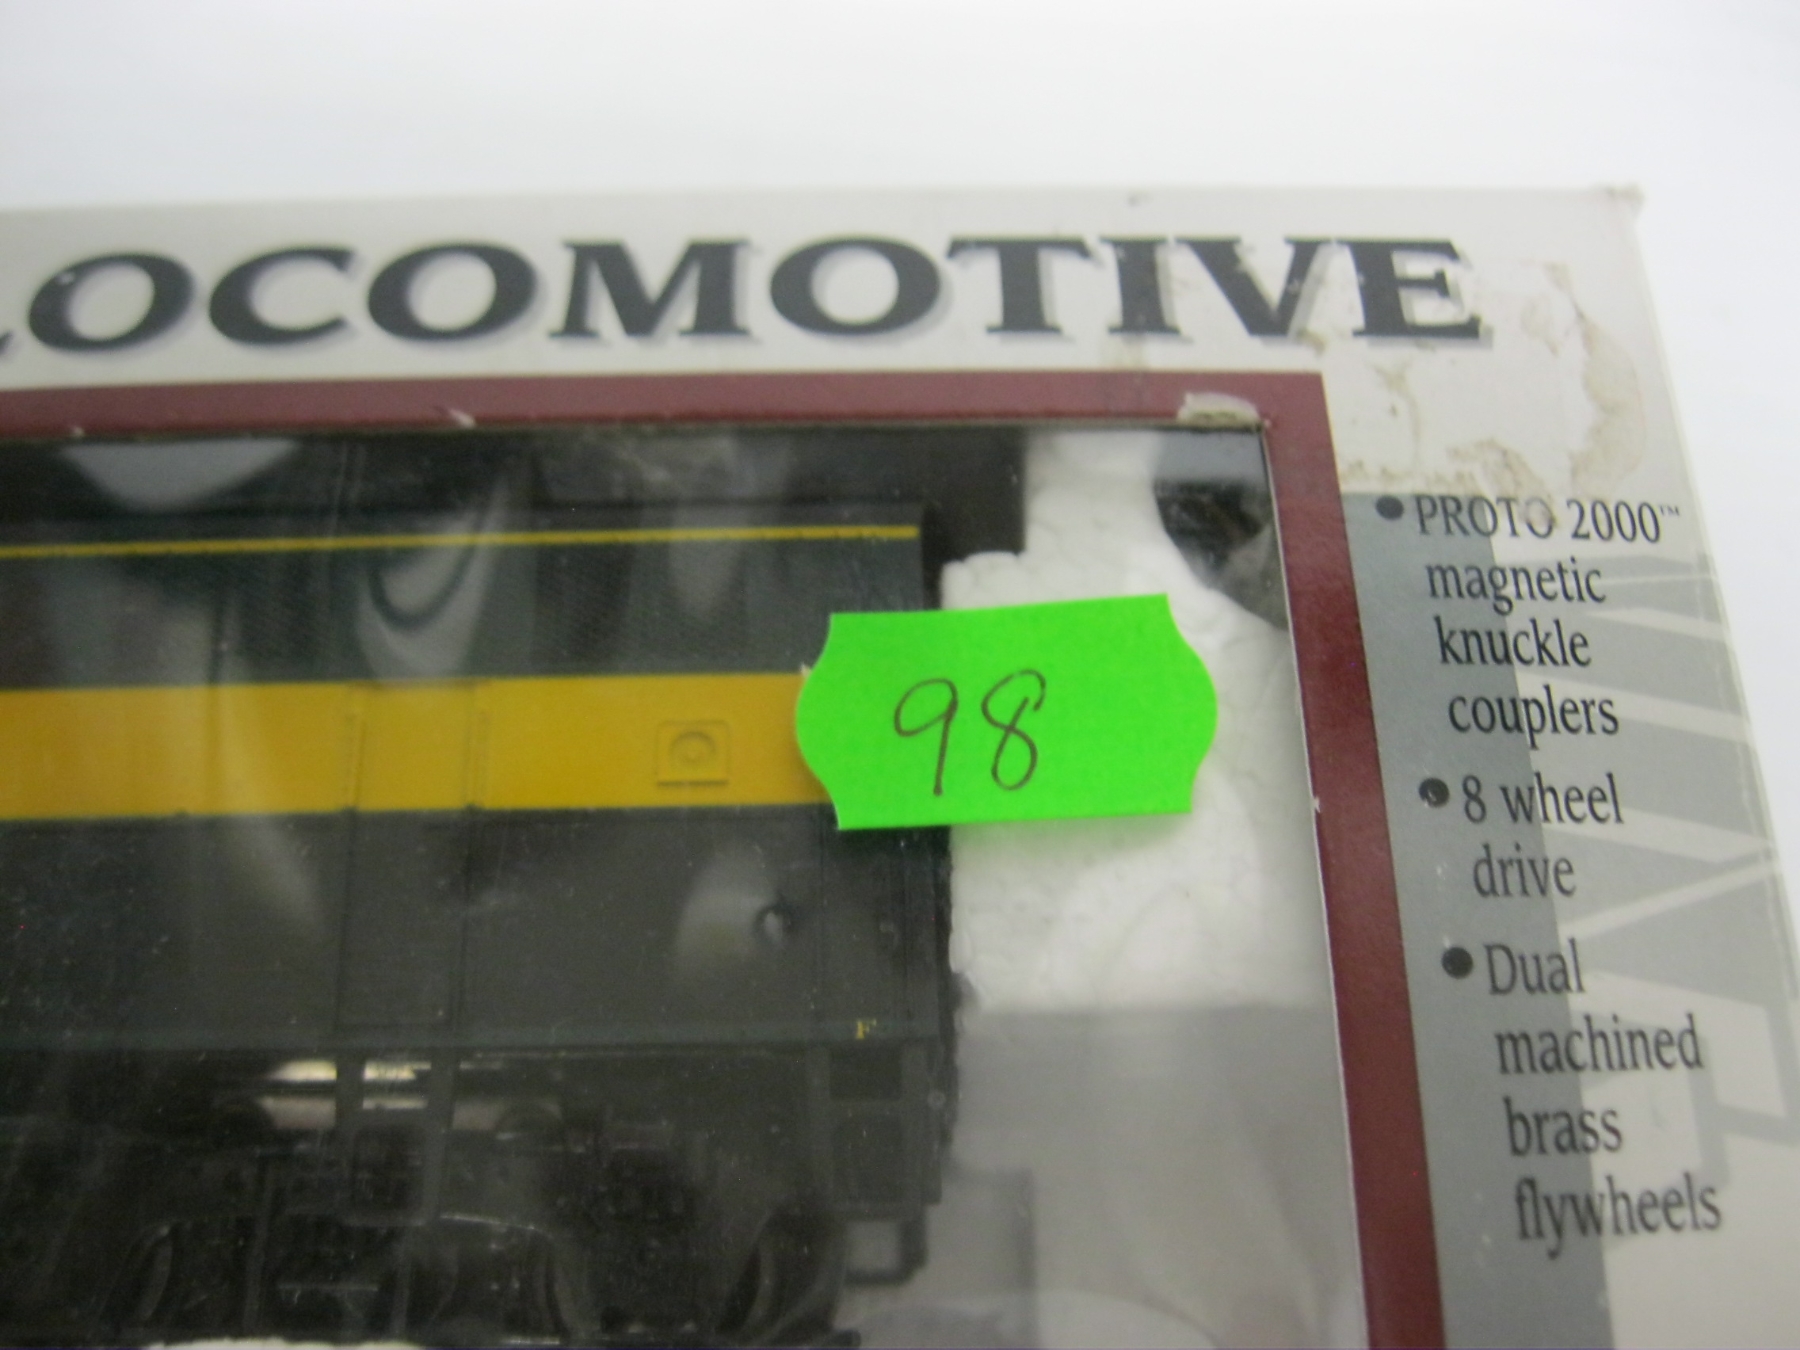 LOCOMOTIVE
98
F
• PROTO 2000™
magnetic
knuckle
couplers
• 8 wheel
drive
• Dual
machined
brass
flywheels